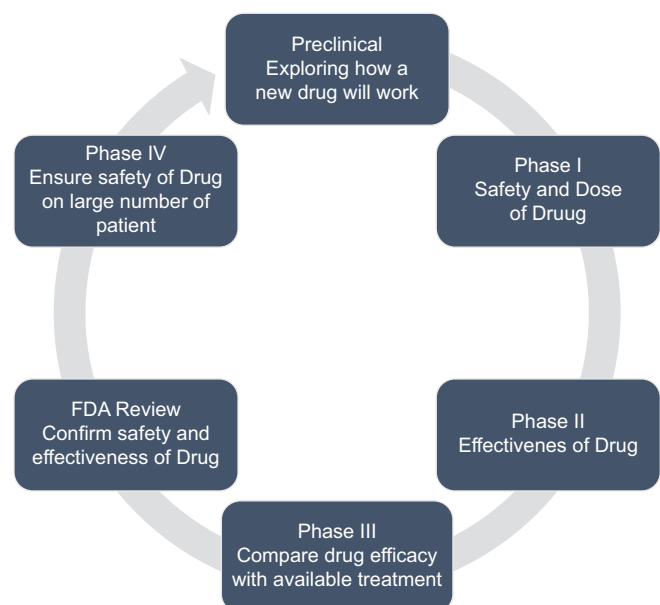 Preclinical
Exploring how a
new drug will work
Phase I
Safety and Dose
of Druug
Phase II
Effectivenes of Drug
Phase III
Compare drug efficacy
with available treatment
FDA Review
Confirm safety and
effectiveness of Drug
Phase IV
Ensure safety of Drug
on large number of
patient